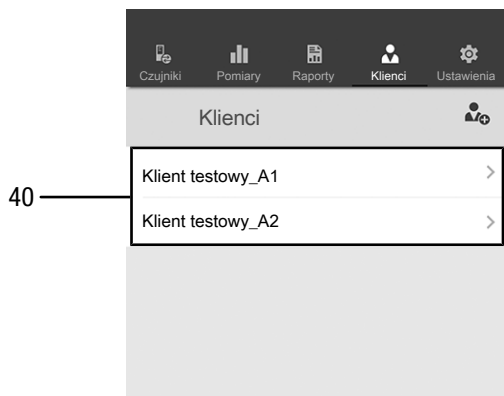 Czujniki Pomiary Raporty Klienci Ustawienia
Klienci
Klient testowy_A1
40
Klient testowy_A2